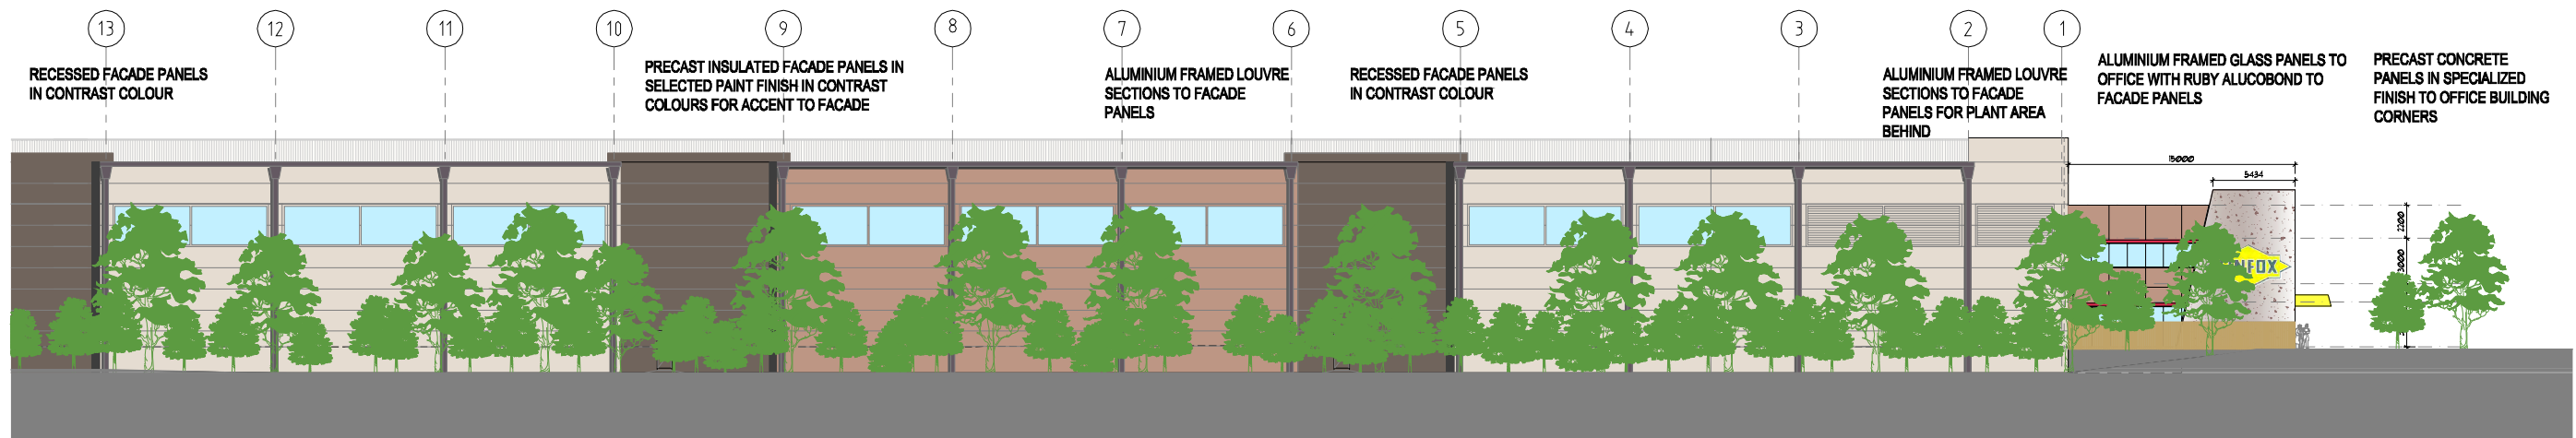 13 12 11 10 9 8 7 6 5 4 3 2 1
RECESSED FACADE PANELS
IN CONTRAST COLOUR
PRECAST INSULATED FACADE PANELS IN
SELECTED PAINT FINISH IN CONTRAST
COLOURS FOR ACCENT TO FACADE
ALUMINIUM FRAMED LOUVRE
SECTIONS TO FACADE
PANELS
RECESSED FACADE PANELS
IN CONTRAST COLOUR
ALUMINIUM FRAMED LOUVRE
SECTIONS TO FACADE
PANELS FOR PLANT AREA
BEHIND
ALUMINIUM FRAMED GLASS PANELS TO
OFFICE WITH RUBY ALUCOBOND TO
FACADE PANELS
PRECAST CONCRETE
PANELS IN SPECIALIZED
FINISH TO OFFICE BUILDING
CORNERS
5434
2200
NFOX